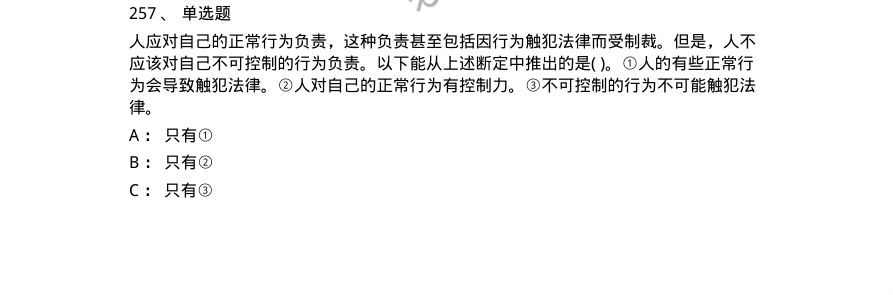 257 、 单选题
人应对自己的正常行为负责，这种负责甚至包括因行为触犯法律而受制裁。但是，人不
应该对自己不可控制的行为负责。以下能从上述断定中推出的是( )。①人的有些正常行
为会导致触犯法律。②人对自己的正常行为有控制力。③不可控制的行为不可能触犯法
律。
A ： 只有①
B ： 只有②
C ： 只有③